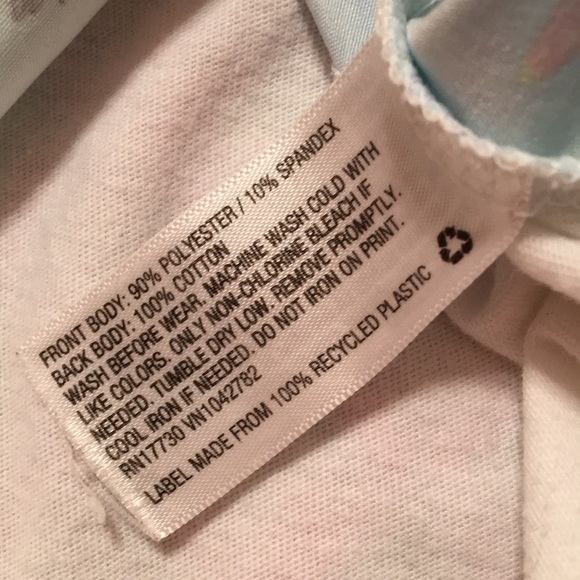 FRONT BODY: 90% POLYESTER / 10% SPANDEX
BACK BODY: 100% COTTON
WASH BEFORE WEAR. MACHINE WASH COLD WITH
LIKE COLORS. ONLY NON-CHLORINE BLEACH IF
NEEDED. TUMBLE DRY LOW. REMOVE PROMPTLY.
COOL IRON IF NEEDED. DO NOT IRON ON PRINT.
RN17730 VN1042782
LABEL MADE FROM 100% RECYCLED PLASTIC